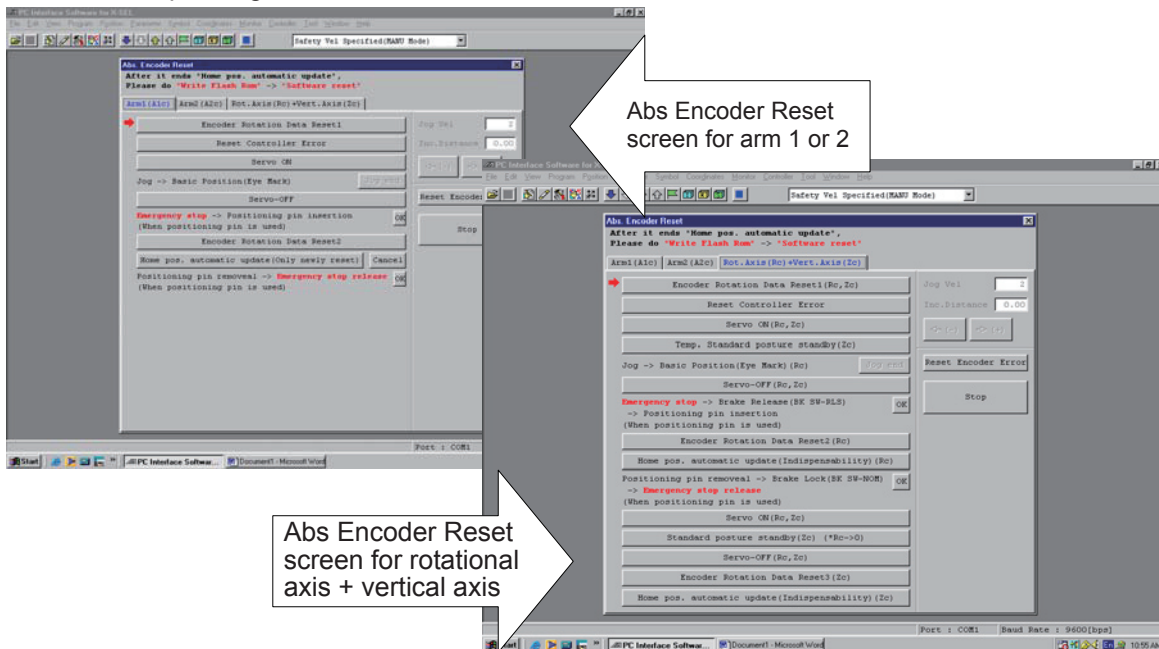 PC Interface Software for X-SEL
File Edit View Program Position Parameter Symbol Coordinates Monitor Controller Tool Window Help
Safety Vel Specified(MANU Mode)
Abs. Encoder Reset
After it ends "Home pos. automatic update",
Please do "Write Flash Rom" -> "Software reset"
Arm1(A1c) Arm2(A2c) Rot.Axis(Rc)+Vert.Axis(Zc)
Encoder Rotation Data Reset1
Reset Controller Error
Servo ON
Jog -> Basic Position(Eye Mark) Jog end
Servo-OFF
Emergency stop -> Positioning pin insertion OK
(When positioning pin is used)
Encoder Rotation Data Reset2
Home pos. automatic update(Only newly reset) Cancel
Positioning pin removeal -> Emergency stop release OK
(When positioning pin is used)
Jog Vel 2
Inc.Distance 0.00
Reset Encoder
Stop
Port : COM1
Start PC Interface Softwar... Document1 - Microsoft Word
Abs Encoder Reset
screen for arm 1 or 2
PC Interface Software for X-
File Edit View Program Position Symbol Coordinates Monitor Controller Tool Window Help
Safety Vel Specified(MANU Mode)
Abs. Encoder Reset
After it ends "Home pos. automatic update",
Please do "Write Flash Rom" -> "Software reset"
Arm1(A1c) Arm2(A2c) Rot.Axis(Rc)+Vert.Axis(Zc)
Encoder Rotation Data Reset1(Rc,Zc)
Reset Controller Error
Servo ON(Rc,Zc)
Temp. Standard posture standby(Zc)
Jog -> Basic Position(Eye Mark)(Rc) Jog end
Servo-OFF(Rc,Zc)
Emergency stop -> Brake Release(BK SW-RLS) OK
-> Positioning pin insertion
(When positioning pin is used)
Encoder Rotation Data Reset2(Rc)
Home pos. automatic update(Indispensability)(Rc)
Positioning pin removeal -> Brake Lock(BK SW-NOM) OK
-> Emergency stop release
(When positioning pin is used)
Servo ON(Rc,Zc)
Standard posture standby(Zc) (*Rc->0)
Servo-OFF(Rc,Zc)
Encoder Rotation Data Reset3(Zc)
Home pos. automatic update(Indispensability)(Zc)
Jog Vel 2
Inc.Distance 0.00
(-) (+)
Reset Encoder Error
Stop
Port : COM1 Baud Rate : 9600[bps]
PC Interface Softwar... Document1 - Microsoft Word 10:55 AM
Abs Encoder Reset
screen for rotational
axis + vertical axis